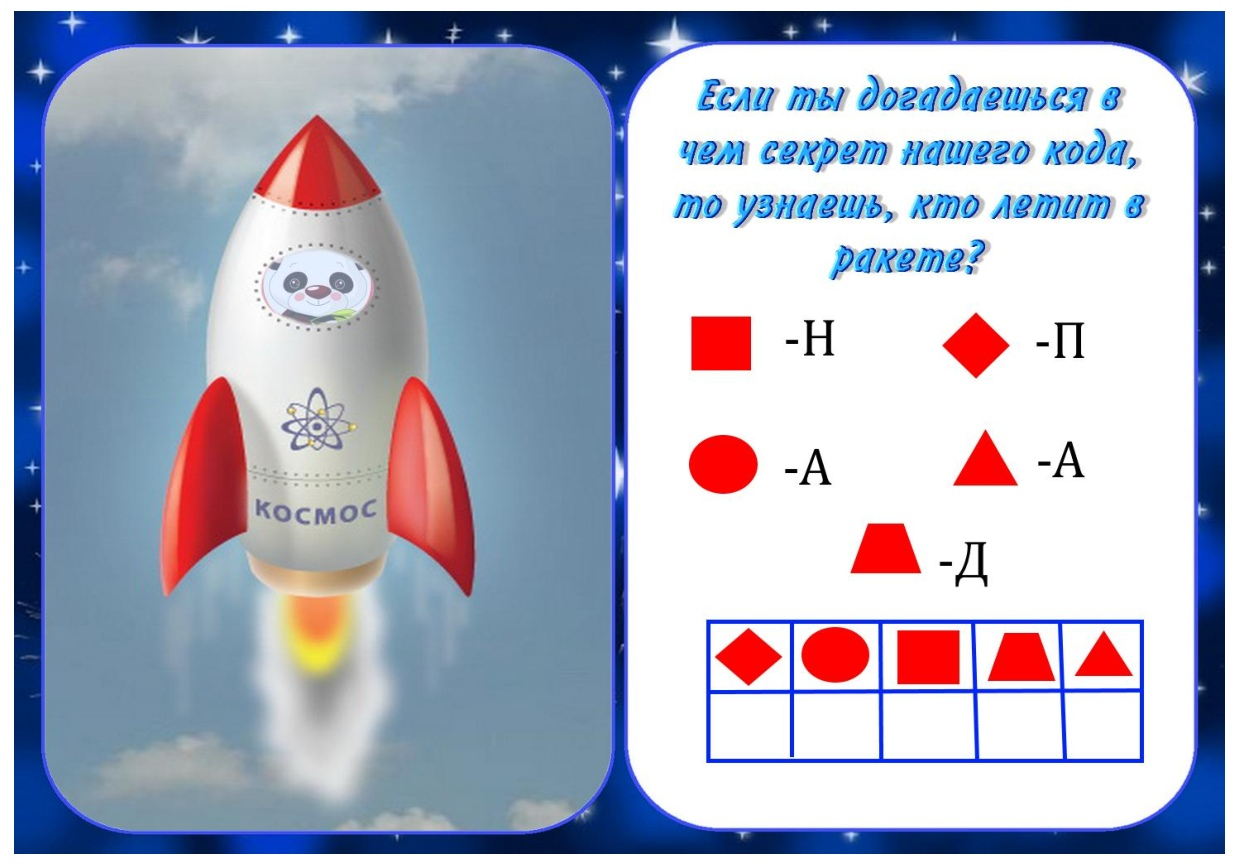 Если ты догадаешься в
чем секрет нашего кода,
то узнаешь, кто летит в
ракете?
-Н
-П
-А
-А
-Д
КОСМОС